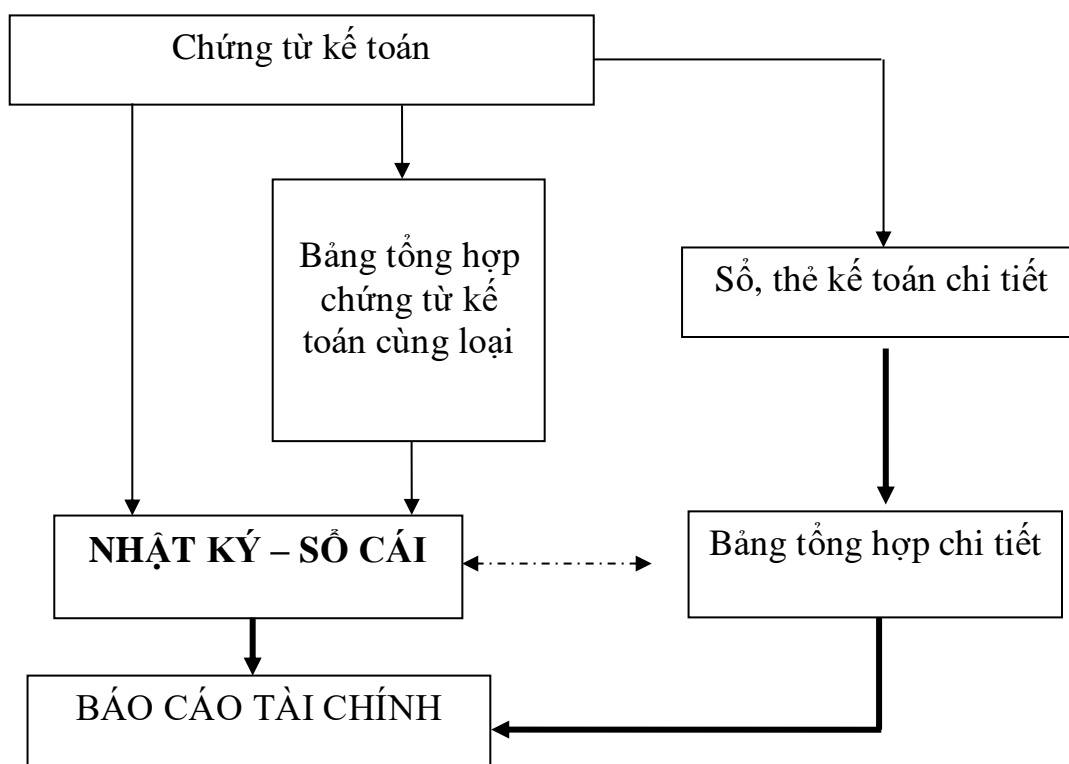 Chứng từ kế toán
Bảng tổng hợp
chứng từ kế
toán cùng loại
Sổ, thẻ kế toán chi tiết
NHẬT KÝ – SỔ CÁI
Bảng tổng hợp chi tiết
BÁO CÁO TÀI CHÍNH